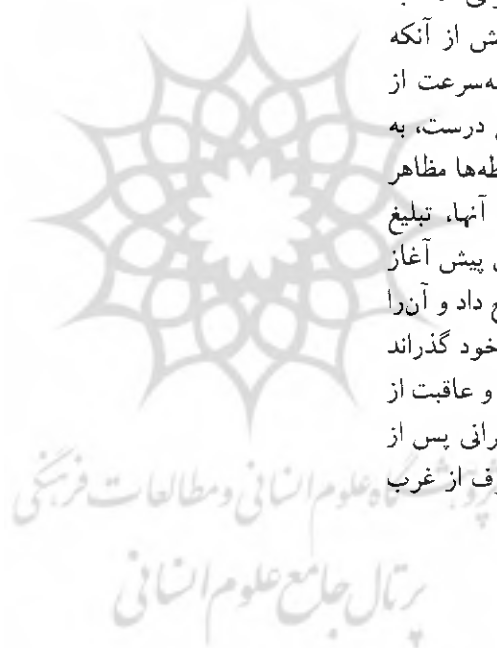 ش از آنکه
ه‌سرعت از
درست، به
طه‌ها مظاهر
آنها، تبلیغ
پیش آغاز
داد و آن‌را
خود گذراند
و عاقبت از
رانی پس از
ف از غرب
علوم انسانی و مطالعات فرهنگی
پرتال جامع علوم انسانی